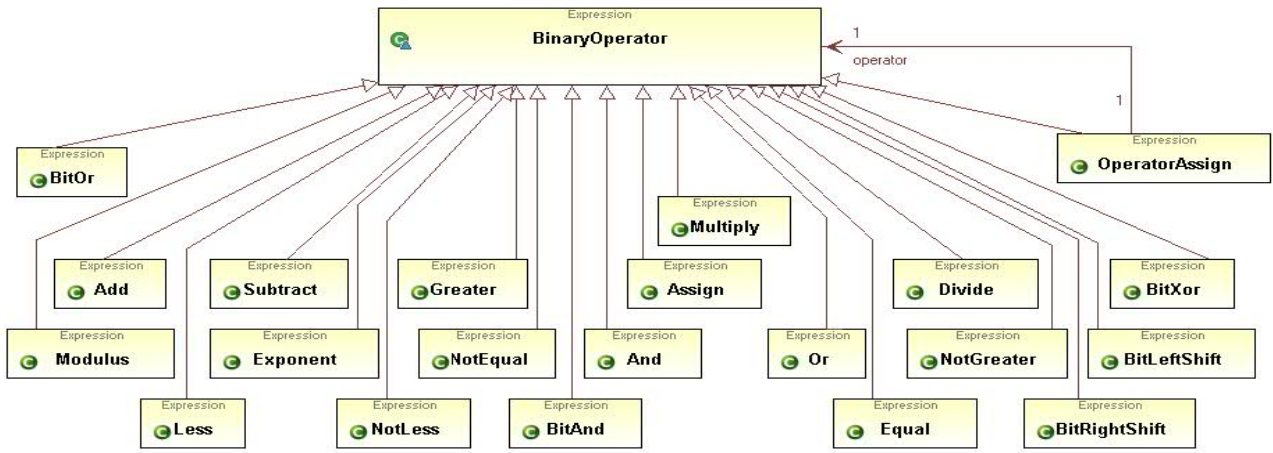 Expression
BinaryOperator
1
operator
1
Expression
OperatorAssign
Expression
BitOr
Expression
Multiply
Expression
Add
Expression
Subtract
Expression
Greater
Expression
Assign
Expression
Divide
Expression
BitXor
Expression
Modulus
Expression
Exponent
Expression
NotEqual
Expression
And
Expression
Or
Expression
NotGreater
Expression
BitLeftShift
Expression
Less
Expression
NotLess
Expression
BitAnd
Expression
Equal
Expression
BitRightShift